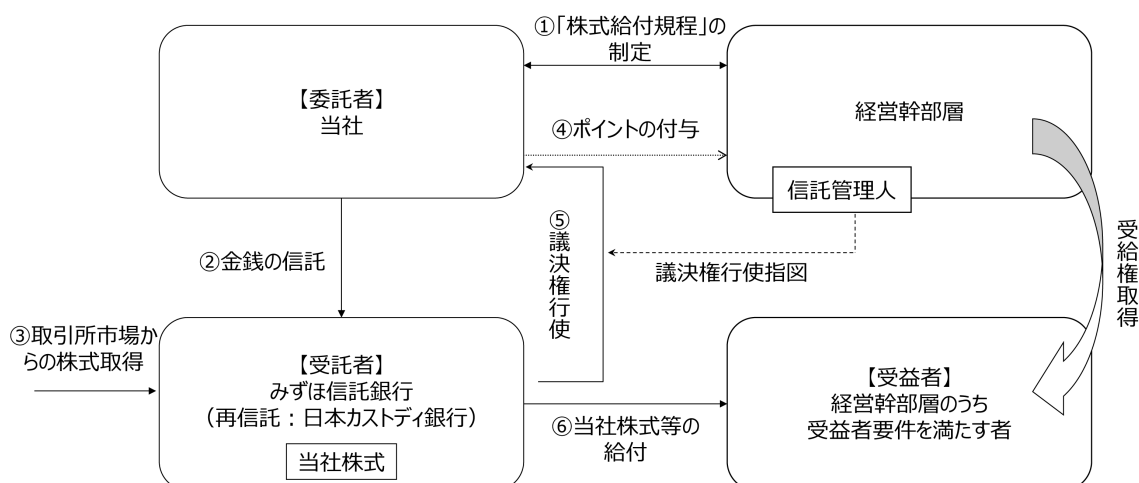 ①「株式給付規程」の
制定
【委託者】
当社
経営幹部層
④ポイントの付与
信託管理人
②金銭の信託
⑤議決権行使
議決権行使指図
受給権取得
③取引所市場か
らの株式取得
【受託者】
みずほ信託銀行
（再信託：日本カストディ銀行）
当社株式
⑥当社株式等の
給付
【受益者】
経営幹部層のうち
受益者要件を満たす者